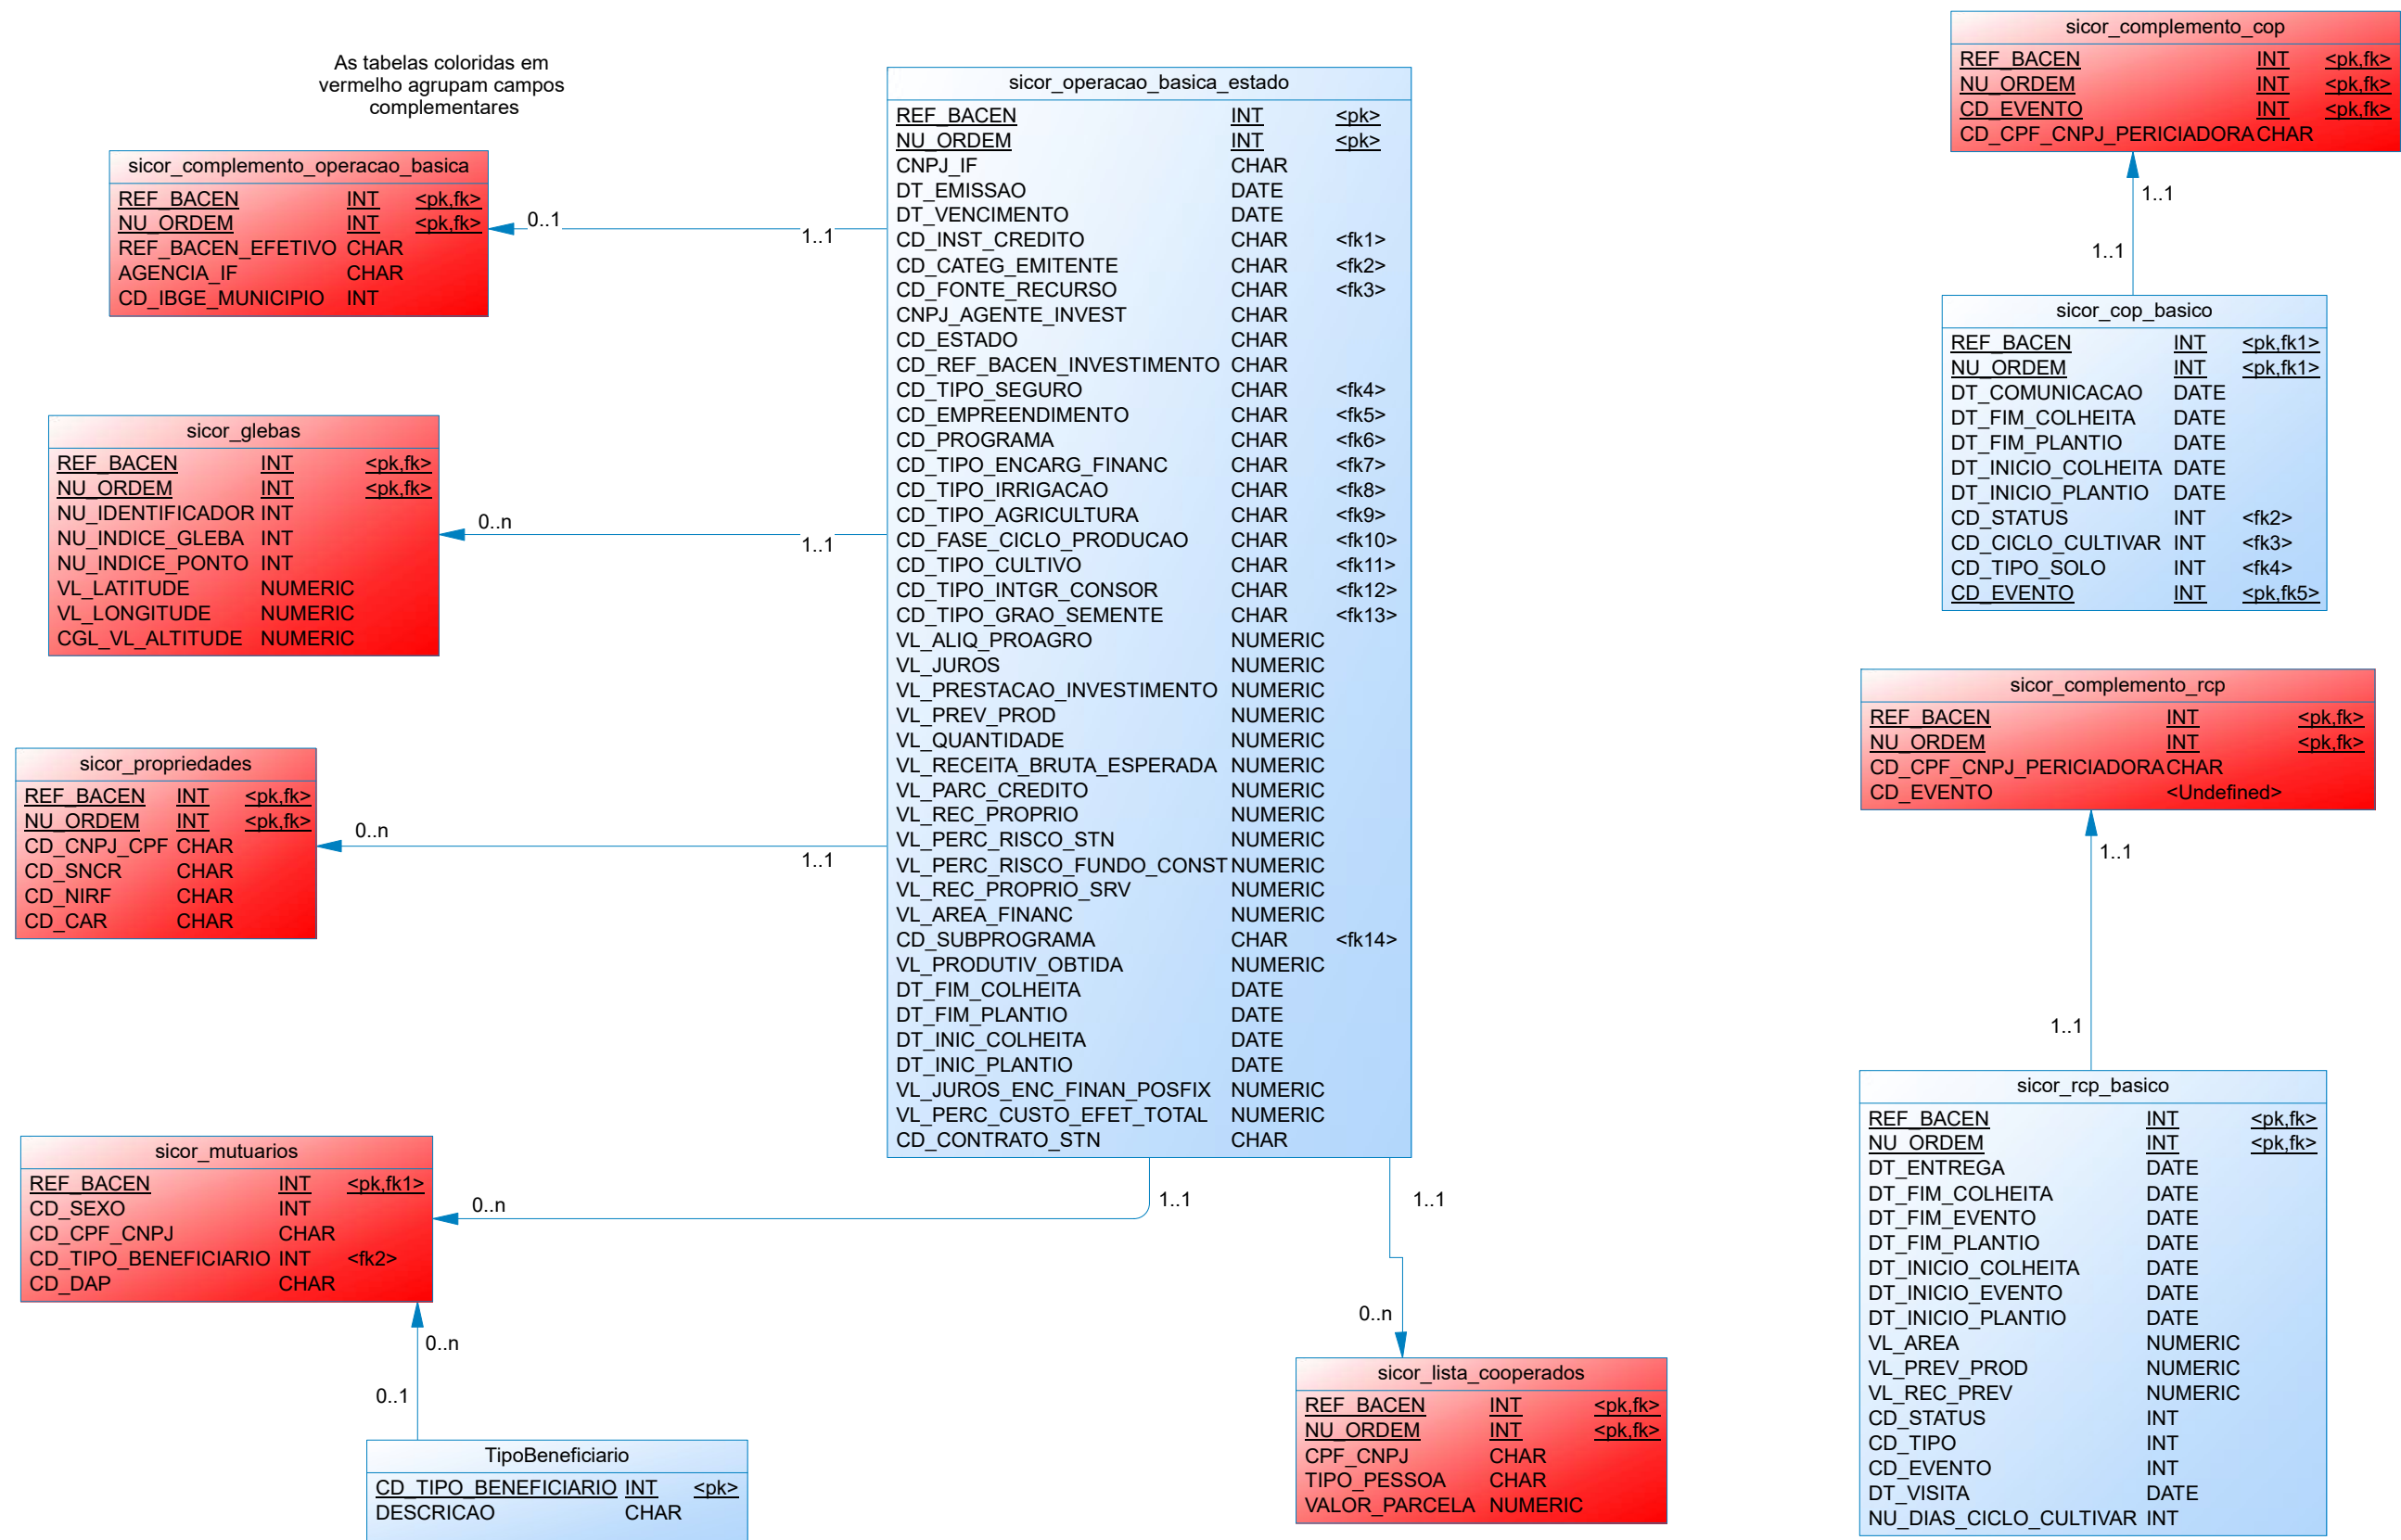 As tabelas coloridas em
vermelho agrupam campos
complementares
sicor_complemento_operacao_basica
REF_BACEN INT <pk,fk>
NU_ORDEM INT <pk,fk>
REF_BACEN_EFETIVO CHAR
AGENCIA_IF CHAR
CD_IBGE_MUNICIPIO INT
0..1
1..1
sicor_glebas
REF_BACEN INT <pk,fk>
NU_ORDEM INT <pk,fk>
NU_IDENTIFICADOR INT
NU_INDICE_GLEBA INT
NU_INDICE_PONTO INT
VL_LATITUDE NUMERIC
VL_LONGITUDE NUMERIC
CGL_VL_ALTITUDE NUMERIC
0..n
1..1
sicor_propriedades
REF_BACEN INT <pk,fk>
NU_ORDEM INT <pk,fk>
CD_CNPJ_CPF CHAR
CD_SNCR CHAR
CD_NIRF CHAR
CD_CAR CHAR
0..n
1..1
sicor_mutuarios
REF_BACEN INT <pk,fk1>
CD_SEXO INT
CD_CPF_CNPJ CHAR
CD_TIPO_BENEFICIARIO INT <fk2>
CD_DAP CHAR
0..n
1..1
0..n
0..1
TipoBeneficiario
CD_TIPO_BENEFICIARIO INT <pk>
DESCRICAO CHAR
sicor_operacao_basica_estado
REF_BACEN INT <pk>
NU_ORDEM INT <pk>
CNPJ_IF CHAR
DT_EMISSAO DATE
DT_VENCIMENTO DATE
CD_INST_CREDITO CHAR <fk1>
CD_CATEG_EMITENTE CHAR <fk2>
CD_FONTE_RECURSO CHAR <fk3>
CNPJ_AGENTE_INVEST CHAR
CD_ESTADO CHAR
CD_REF_BACEN_INVESTIMENTO CHAR
CD_TIPO_SEGURO CHAR <fk4>
CD_EMPREENDIMENTO CHAR <fk5>
CD_PROGRAMA CHAR <fk6>
CD_TIPO_ENCARG_FINANC CHAR <fk7>
CD_TIPO_IRRIGACAO CHAR <fk8>
CD_TIPO_AGRICULTURA CHAR <fk9>
CD_FASE_CICLO_PRODUCAO CHAR <fk10>
CD_TIPO_CULTIVO CHAR <fk11>
CD_TIPO_INTGR_CONSOR CHAR <fk12>
CD_TIPO_GRAO_SEMENTE CHAR <fk13>
VL_ALIQ_PROAGRO NUMERIC
VL_JUROS NUMERIC
VL_PRESTACAO_INVESTIMENTO NUMERIC
VL_PREV_PROD NUMERIC
VL_QUANTIDADE NUMERIC
VL_RECEITA_BRUTA_ESPERADA NUMERIC
VL_PARC_CREDITO NUMERIC
VL_REC_PROPRIO NUMERIC
VL_PERC_RISCO_STN NUMERIC
VL_PERC_RISCO_FUNDO_CONST NUMERIC
VL_REC_PROPRIO_SRV NUMERIC
VL_AREA_FINANC NUMERIC
CD_SUBPROGRAMA CHAR <fk14>
VL_PRODUTIV_OBTIDA NUMERIC
DT_FIM_COLHEITA DATE
DT_FIM_PLANTIO DATE
DT_INIC_COLHEITA DATE
DT_INIC_PLANTIO DATE
VL_JUROS_ENC_FINAN_POSFIX NUMERIC
VL_PERC_CUSTO_EFET_TOTAL NUMERIC
CD_CONTRATO_STN CHAR
1..1
0..n
sicor_lista_cooperados
REF_BACEN INT <pk,fk>
NU_ORDEM INT <pk,fk>
CPF_CNPJ CHAR
TIPO_PESSOA CHAR
VALOR_PARCELA NUMERIC
sicor_complemento_cop
REF_BACEN INT <pk,fk>
NU_ORDEM INT <pk,fk>
CD_EVENTO INT <pk,fk>
CD_CPF_CNPJ_PERICIADORA CHAR
1..1
1..1
sicor_cop_basico
REF_BACEN INT <pk,fk1>
NU_ORDEM INT <pk,fk1>
DT_COMUNICACAO DATE
DT_FIM_COLHEITA DATE
DT_FIM_PLANTIO DATE
DT_INICIO_COLHEITA DATE
DT_INICIO_PLANTIO DATE
CD_STATUS INT <fk2>
CD_CICLO_CULTIVAR INT <fk3>
CD_TIPO_SOLO INT <fk4>
CD_EVENTO INT <pk,fk5>
sicor_complemento_rcp
REF_BACEN INT <pk,fk>
NU_ORDEM INT <pk,fk>
CD_CPF_CNPJ_PERICIADORA CHAR
CD_EVENTO <Undefined>
1..1
1..1
sicor_rcp_basico
REF_BACEN INT <pk,fk>
NU_ORDEM INT <pk,fk>
DT_ENTREGA DATE
DT_FIM_COLHEITA DATE
DT_FIM_EVENTO DATE
DT_FIM_PLANTIO DATE
DT_INICIO_COLHEITA DATE
DT_INICIO_EVENTO DATE
DT_INICIO_PLANTIO DATE
VL_AREA NUMERIC
VL_PREV_PROD NUMERIC
VL_REC_PREV NUMERIC
CD_STATUS INT
CD_TIPO INT
CD_EVENTO INT
DT_VISITA DATE
NU_DIAS_CICLO_CULTIVAR INT